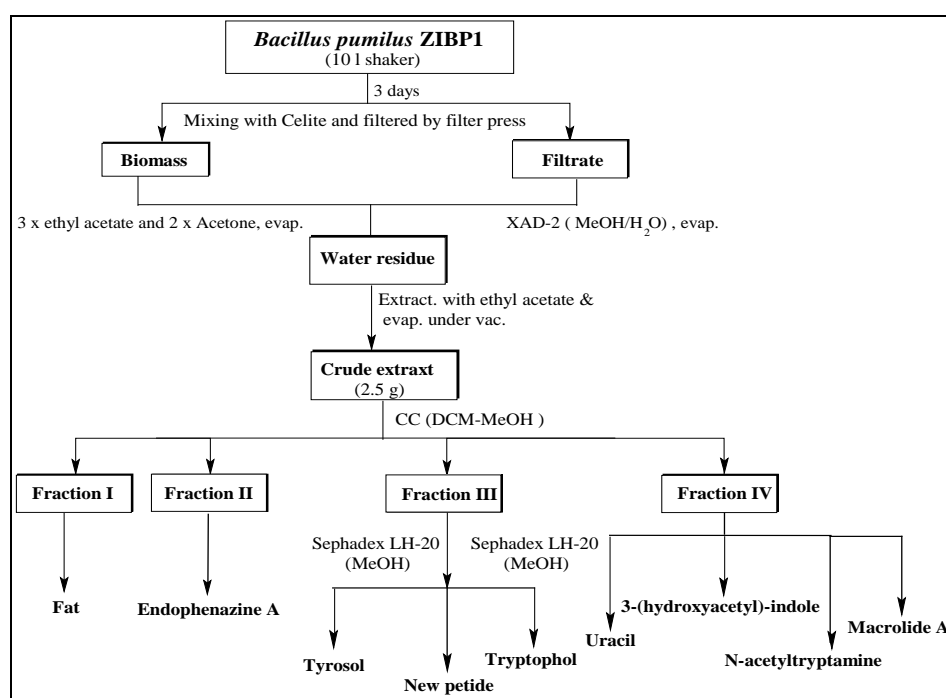 Bacillus pumilus ZIBP1
(10 l shaker)
3 days
Mixing with Celite and filtered by filter press
Biomass
Filtrate
3 x ethyl acetate and 2 x Acetone, evap.
XAD-2 ( MeOH/H2O) , evap.
Water residue
Extract. with ethyl acetate &
evap. under vac.
Crude extraxt
(2.5 g)
CC (DCM-MeOH )
Fraction I
Fraction II
Fraction III
Fraction IV
Sephadex LH-20
(MeOH)
Sephadex LH-20
(MeOH)
Fat
Endophenazine A
Tyrosol
New petide
Tryptophol
Uracil
3-(hydroxyacetyl)-indole
N-acetyltryptamine
Macrolide A